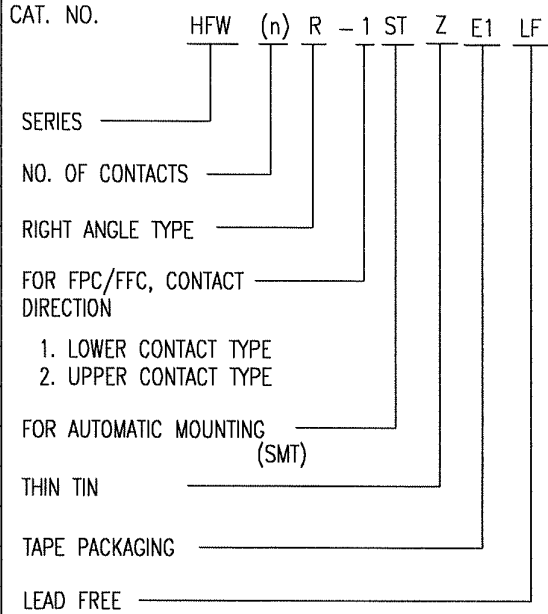 CAT. NO.
HFW (n) R - 1 ST Z E1 LF
SERIES
NO. OF CONTACTS
RIGHT ANGLE TYPE
FOR FPC/FFC, CONTACT
DIRECTION
1. LOWER CONTACT TYPE
2. UPPER CONTACT TYPE
FOR AUTOMATIC MOUNTING
(SMT)
THIN TIN
TAPE PACKAGING
LEAD FREE